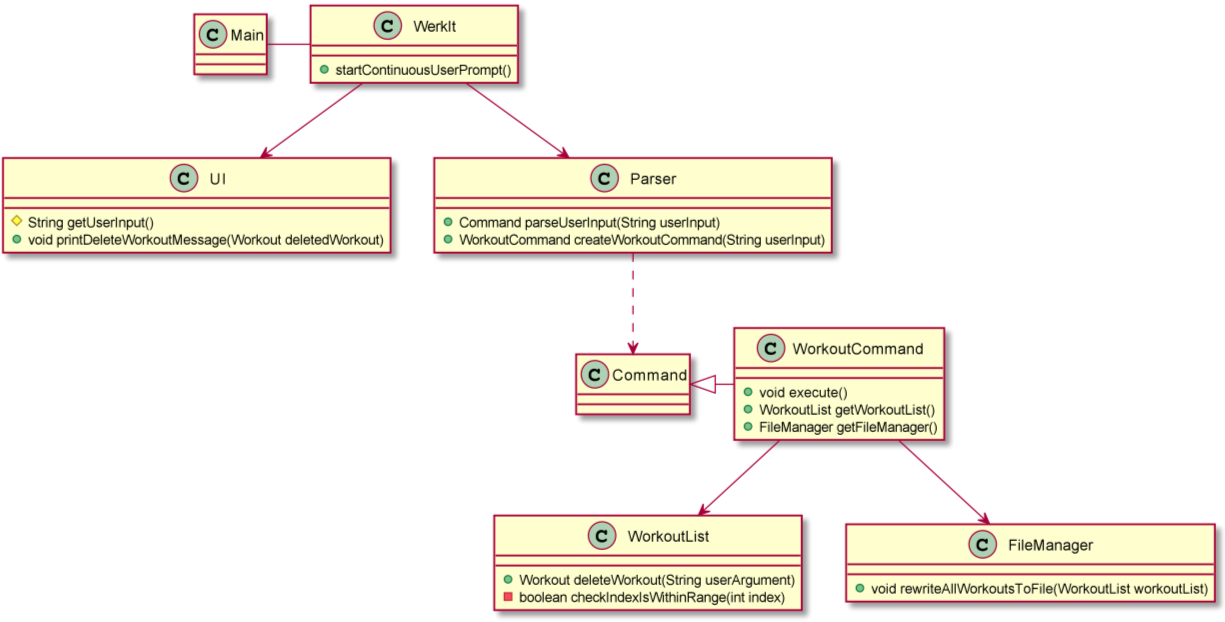 C Main
C WerkIt
startContinuousUserPrompt()
C UI
String getUserInput()
void printDeleteWorkoutMessage(Workout deletedWorkout)
C Parser
Command parseUserInput(String userInput)
WorkoutCommand createWorkoutCommand(String userInput)
C Command
C WorkoutCommand
void execute()
WorkoutList getWorkoutList()
FileManager getFileManager()
C WorkoutList
Workout deleteWorkout(String userArgument)
boolean checkIndexIsWithinRange(int index)
C FileManager
void rewriteAllWorkoutsToFile(WorkoutList workoutList)